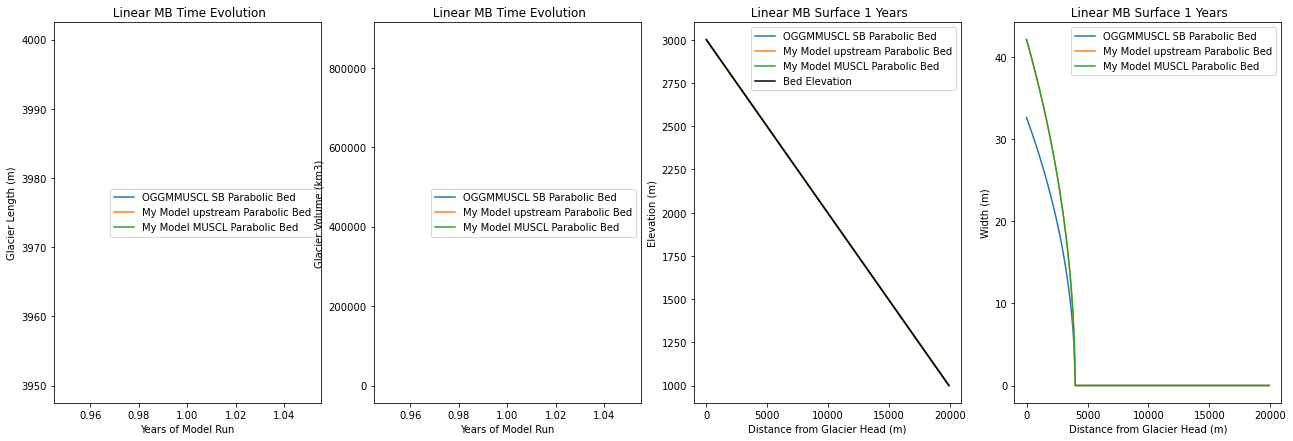 Linear MB Time Evolution
4000
3990
3980
3970
3960
3950
Glacier Length (m)
OGGMMUSCL SB Parabolic Bed
My Model upstream Parabolic Bed
My Model MUSCL Parabolic Bed
0.96
0.98
1.00
1.02
1.04
Years of Model Run
Linear MB Time Evolution
800000
600000
400000
200000
0
Glacier Volume (km3)
OGGMMUSCL SB Parabolic Bed
My Model upstream Parabolic Bed
My Model MUSCL Parabolic Bed
0.96
0.98
1.00
1.02
1.04
Years of Model Run
Linear MB Surface 1 Years
3000
2750
2500
2250
2000
1750
1500
1250
1000
Elevation (m)
OGGMMUSCL SB Parabolic Bed
My Model upstream Parabolic Bed
My Model MUSCL Parabolic Bed
Bed Elevation
0
5000
10000
15000
20000
Distance from Glacier Head (m)
Linear MB Surface 1 Years
40
30
20
10
0
Width (m)
OGGMMUSCL SB Parabolic Bed
My Model upstream Parabolic Bed
My Model MUSCL Parabolic Bed
0
5000
10000
15000
20000
Distance from Glacier Head (m)